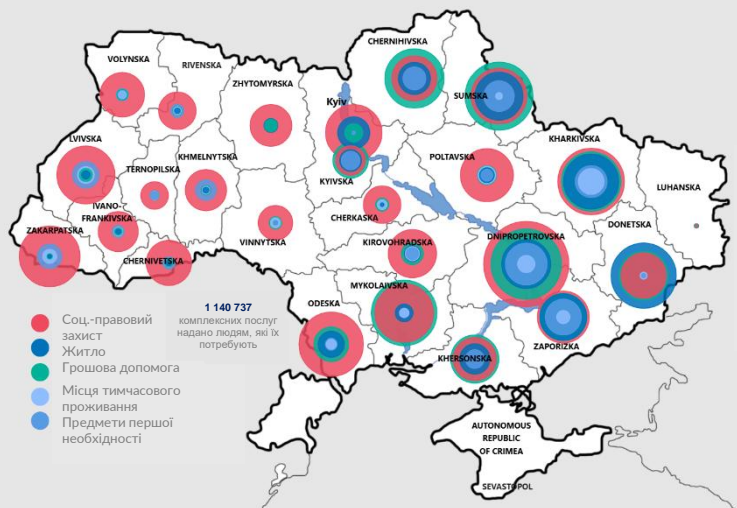 CHERNIHIVSKA
VOLYNSKA
RIVENSKA
ZHYTOMYRSKA
SUMSKA
Kyiv
LVIVSKA
KHARKIVSKA
KHMELNYTSKA
POLTAVSKA
TERNOPILSKA
KYIVSKA
LUHANSKA
IVANO-
FRANKIVSKA
CHERKASKA
DONETSKA
ZAKARPATSKA
VINNYTSKA
KIROVOHRADSKA
DNIPROPETROVSKA
CHERNIVETSKA
MYKOLAIVSKA
ODESKA
ZAPORIZKA
KHERSONSKA
1 140 737
комплексних послуг
надано людям, які їх
потребують
Соц.-правовий
захист
Житло
Грошова допомога
Місця тимчасового
проживання
Предмети першої
необхідності
AUTONOMOUS
REPUBLIC
OF CRIMEA
SEVASTOPOL